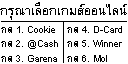 กรุณาเลือกเกมส์ออนไลน์
กด 1. Cookie กด 4. D-Card
กด 2. @Cash กด 5. Winner
กด 3. Garena กด 6. Mol